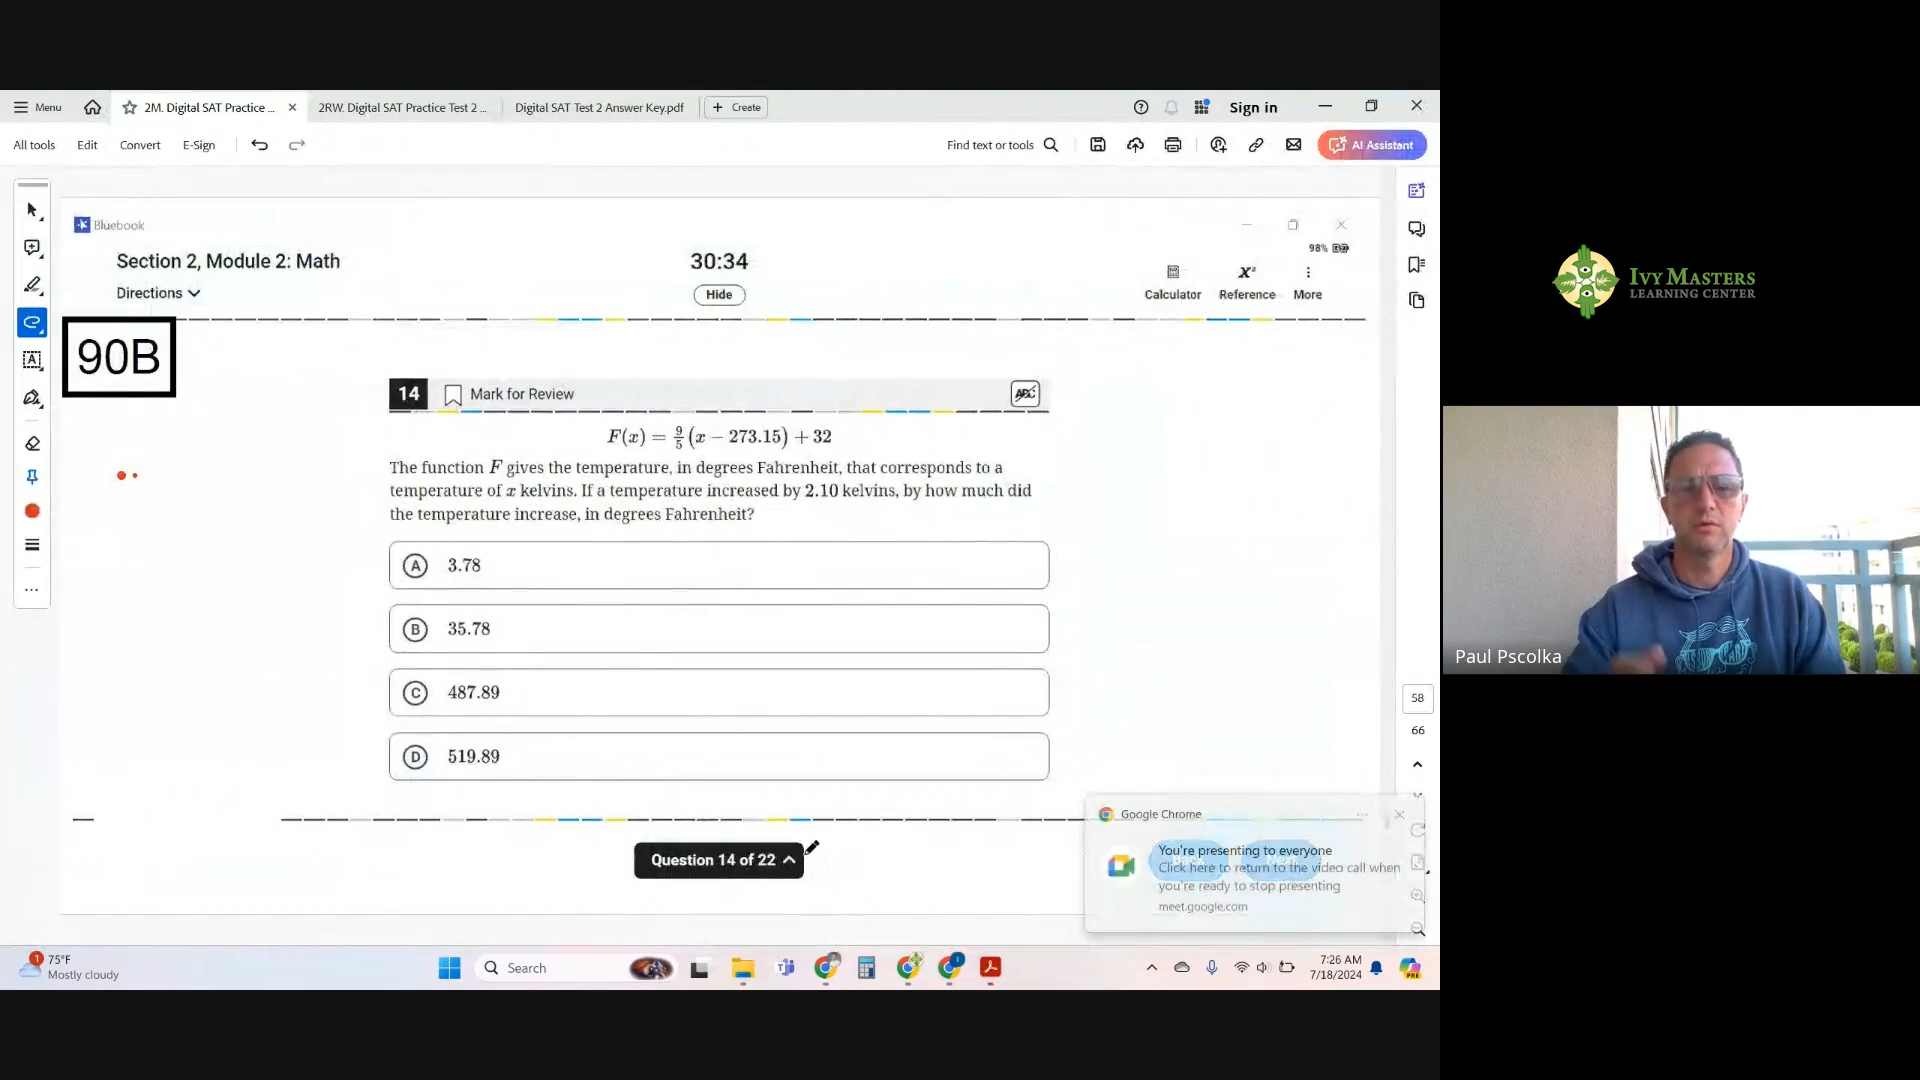 Menu
2M. Digital SAT Practice ...
2RW. Digital SAT Practice Test 2 ...
Digital SAT Test 2 Answer Key.pdf
Create
Sign in
All tools
Edit
Convert
E-Sign
Find text or tools
AI Assistant
Bluebook
Section 2, Module 2: Math
Directions
30:34
Hide
98%
Calculator
X² Reference
More
90B
14
Mark for Review
ABC
F(x) = 9/5 (x − 273.15) + 32
The function F gives the temperature, in degrees Fahrenheit, that corresponds to a
temperature of x kelvins. If a temperature increased by 2.10 kelvins, by how much did
the temperature increase, in degrees Fahrenheit?
A 3.78
B 35.78
C 487.89
D 519.89
Question 14 of 22
58
66
Google Chrome
You're presenting to everyone
Click here to return to the video call when
you're ready to stop presenting
meet.google.com
1
75°F
Mostly cloudy
Search
7:26 AM
7/18/2024
PRE
IVY MASTERS
LEARNING CENTER
Paul Pscolka